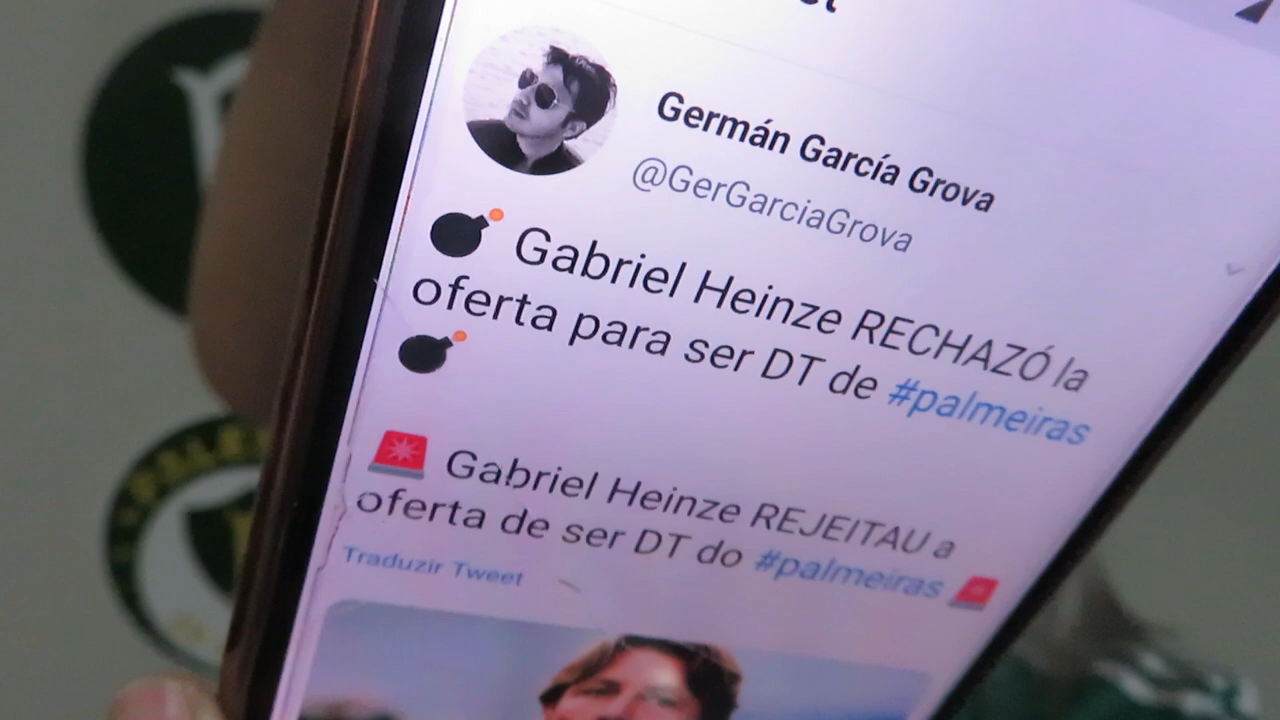 Germán García Grova
@GerGarciaGrova
💣 Gabriel Heinze RECHAZÓ la
oferta para ser DT de #palmeiras
💣
🚨 Gabriel Heinze REJEITAU a
oferta de ser DT do #palmeiras 🚨
Traduzir Tweet